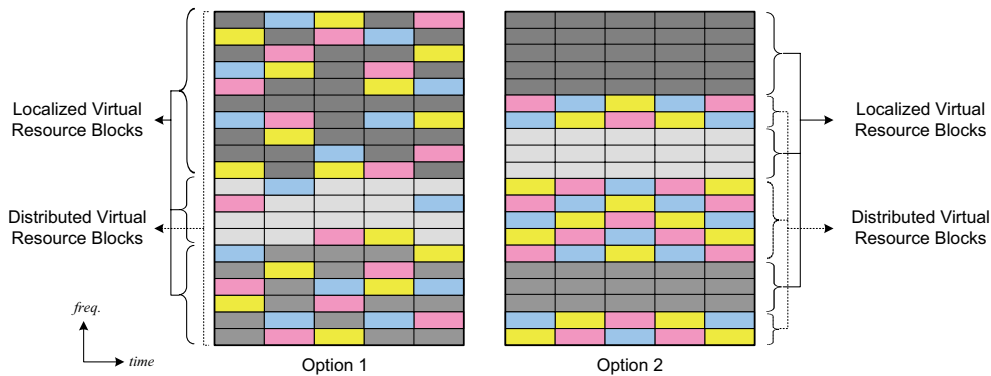 Localized Virtual
Resource Blocks
Distributed Virtual
Resource Blocks
freq.
time
Option 1
Option 2
Localized Virtual
Resource Blocks
Distributed Virtual
Resource Blocks